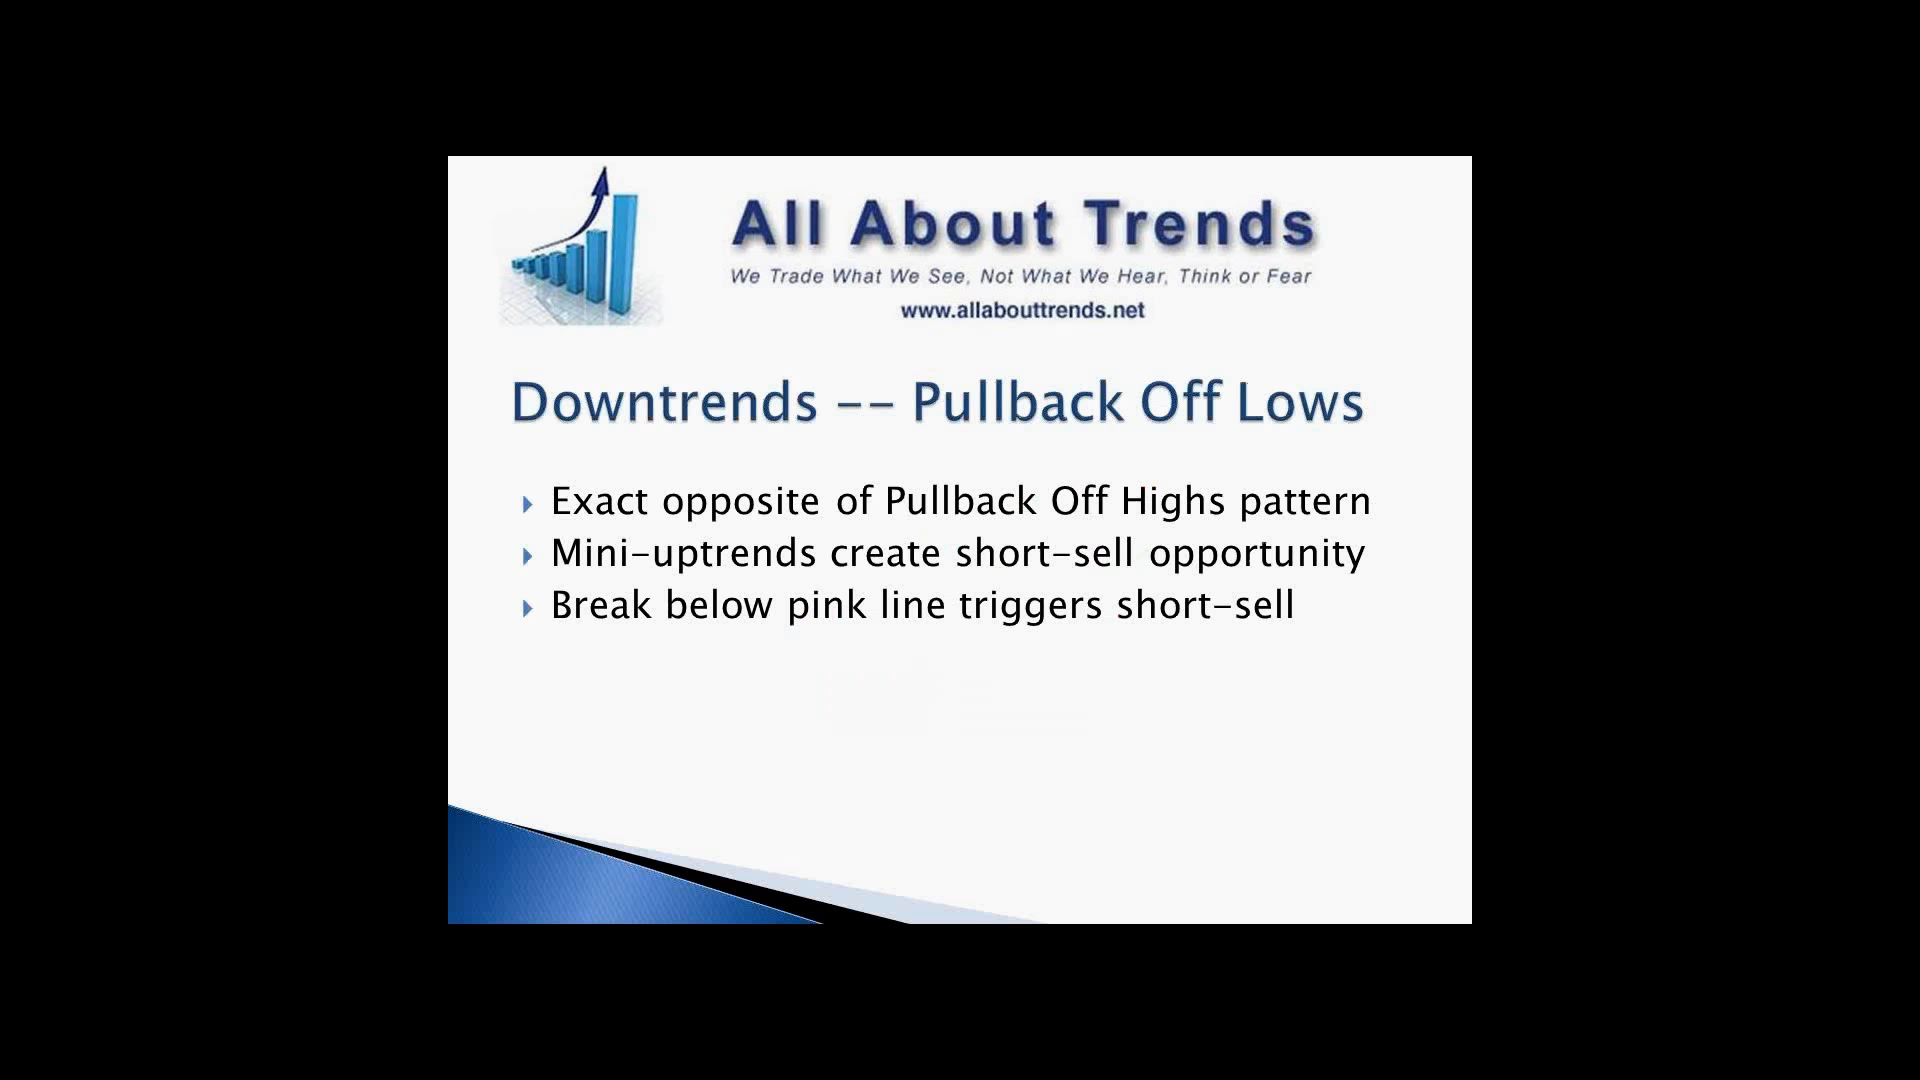 All About Trends
We Trade What We See, Not What We Hear, Think or Fear
www.allabouttrends.net
Downtrends -- Pullback Off Lows
Exact opposite of Pullback Off Highs pattern
Mini-uptrends create short-sell opportunity
Break below pink line triggers short-sell